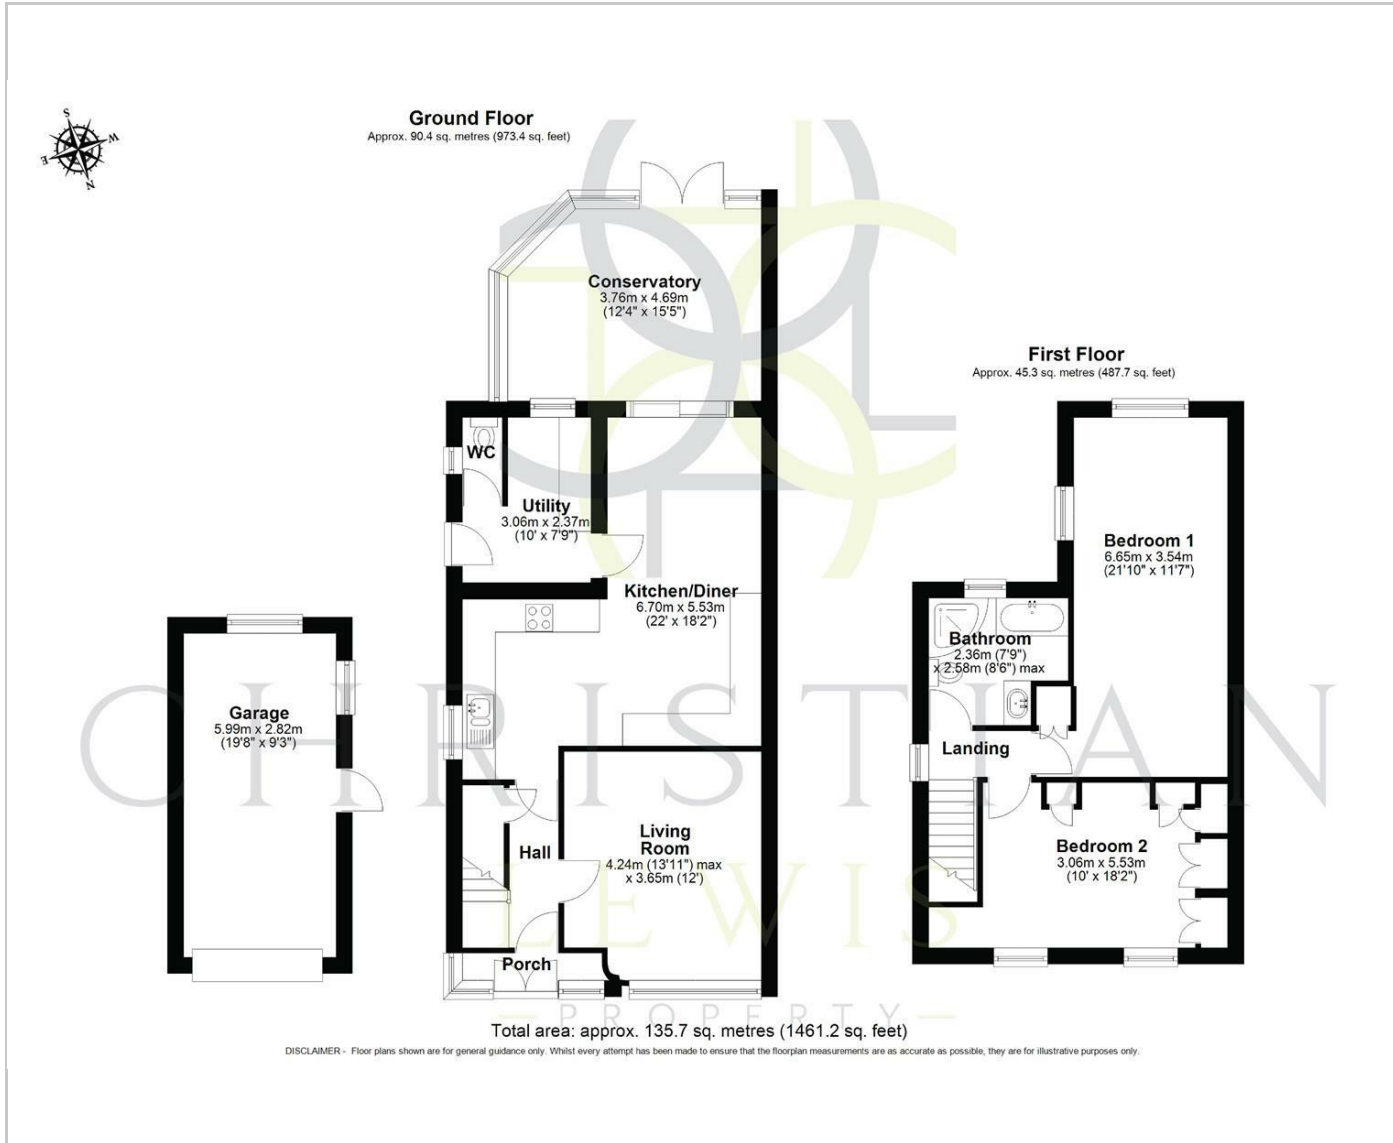 Ground Floor
Approx. 90.4 sq. metres (973.4 sq. feet)
S
W
E
N
Conservatory
3.76m x 4.69m
(12'4" x 15'5")
First Floor
Approx. 45.3 sq. metres (487.7 sq. feet)
WC
Utility
3.06m x 2.37m
(10' x 7'9")
Kitchen/Diner
6.70m x 5.53m
(22' x 18'2")
Bedroom 1
6.65m x 3.54m
(21'10" x 11'7")
Bathroom
2.36m (7'9")
x 2.58m (8'6") max
Garage
5.99m x 2.82m
(19'8" x 9'3")
Landing
Living
Room
4.24m (13'11") max
x 3.65m (12')
Hall
Bedroom 2
3.06m x 5.53m
(10' x 18'2")
Porch
CHRISTIAN
LEWIS
PROPERTY
Total area: approx. 135.7 sq. metres (1461.2 sq. feet)
DISCLAIMER - Floor plans shown are for general guidance only. Whilst every attempt has been made to ensure that the floorplan measurements are as accurate as possible, they are for illustrative purposes only.